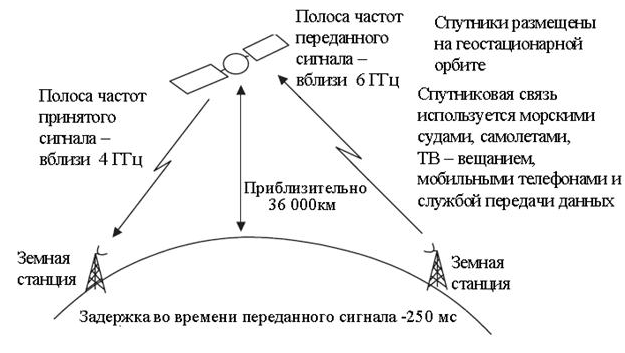 Полоса частот
переданного
сигнала –
вблизи 6 ГГц
Спутники размещены
на геостационарной
орбите
Полоса частот
принятого
сигнала –
вблизи 4 ГГц
Спутниковая связь
используется морскими
судами, самолетами,
ТВ – вещанием,
мобильными телефонами и
службой передачи данных
Приблизительно
36 000км
Земная
станция
Земная
станция
Задержка во времени переданного сигнала -250 мс